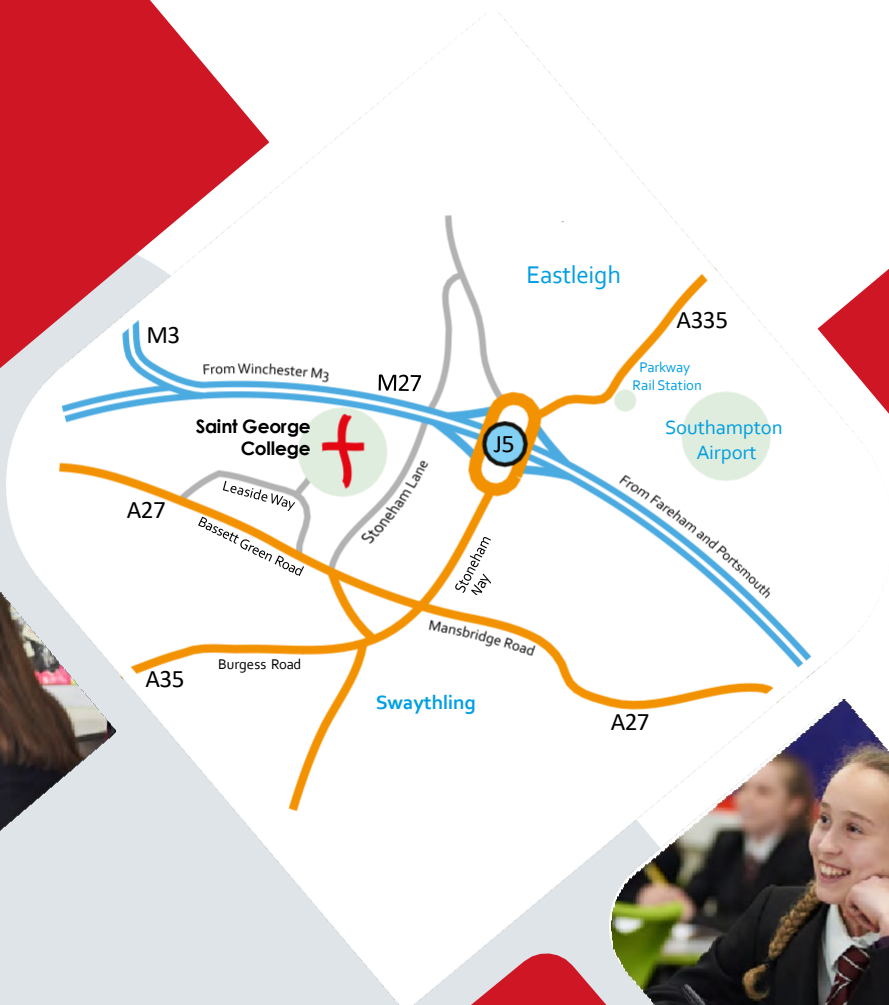 Eastleigh
A335
M3
From Winchester M3
M27
Parkway
Rail Station
Saint George
College
J5
Southampton
Airport
Leaside Way
Stoneham Lane
From Fareham and Portsmouth
A27
Bassett Green Road
Stoneham
Nay
Mansbridge Road
Burgess Road
A35
Swaythling
A27